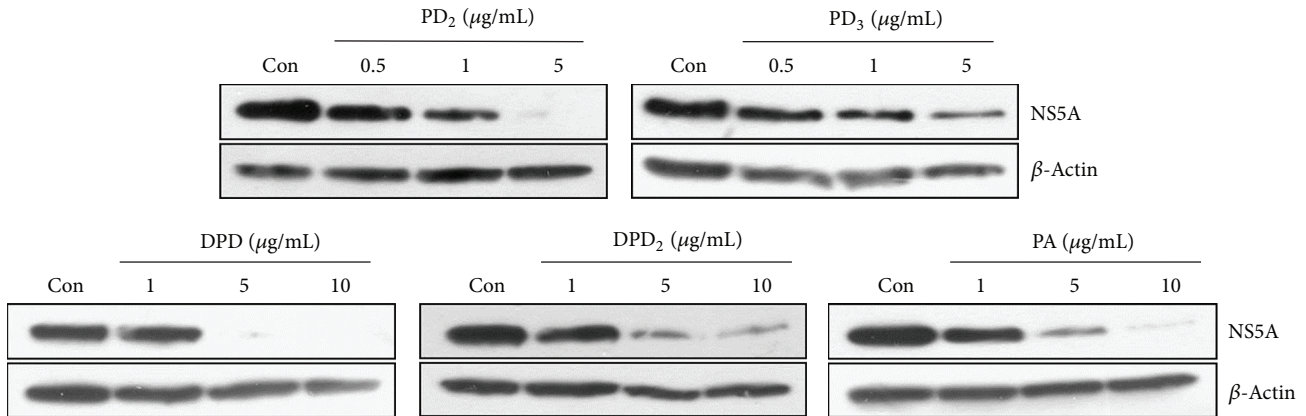 PD₂ (μg/mL) PD₃ (μg/mL)
Con 0.5 1 5 Con 0.5 1 5
NS5A
β-Actin
DPD (μg/mL) DPD₂ (μg/mL) PA (μg/mL)
Con 1 5 10 Con 1 5 10 Con 1 5 10
NS5A
β-Actin